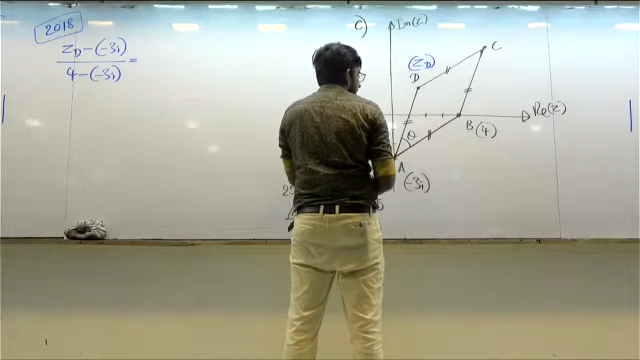 2018
Z_D-(-3i)
4-(-3i)
=
c)
Im(z)
C
(Z_D)
D
Re(z)
B (4)
θ
A
(-3i)